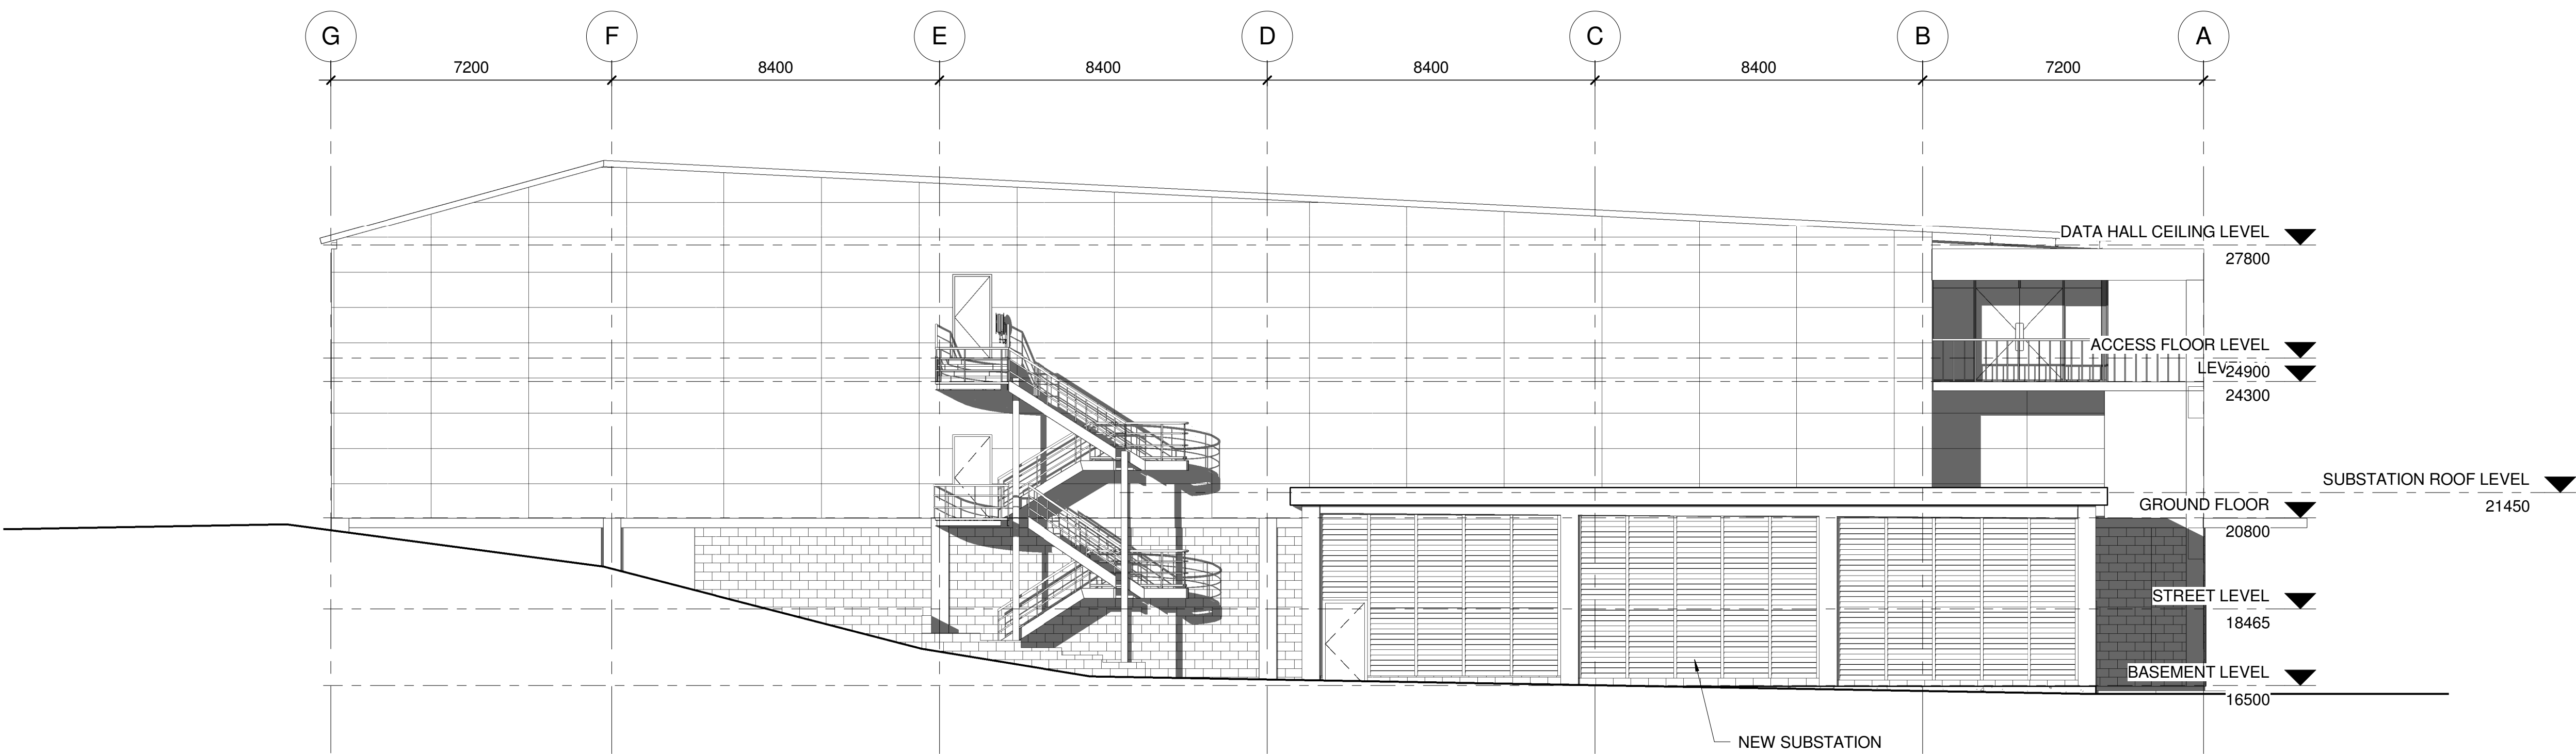 G F E D C B A
7200 8400 8400 8400 8400 7200
DATA HALL CEILING LEVEL
27800
ACCESS FLOOR LEVEL
LEV 24900
24300
SUBSTATION ROOF LEVEL
21450
GROUND FLOOR
20800
STREET LEVEL
18465
BASEMENT LEVEL
16500
NEW SUBSTATION